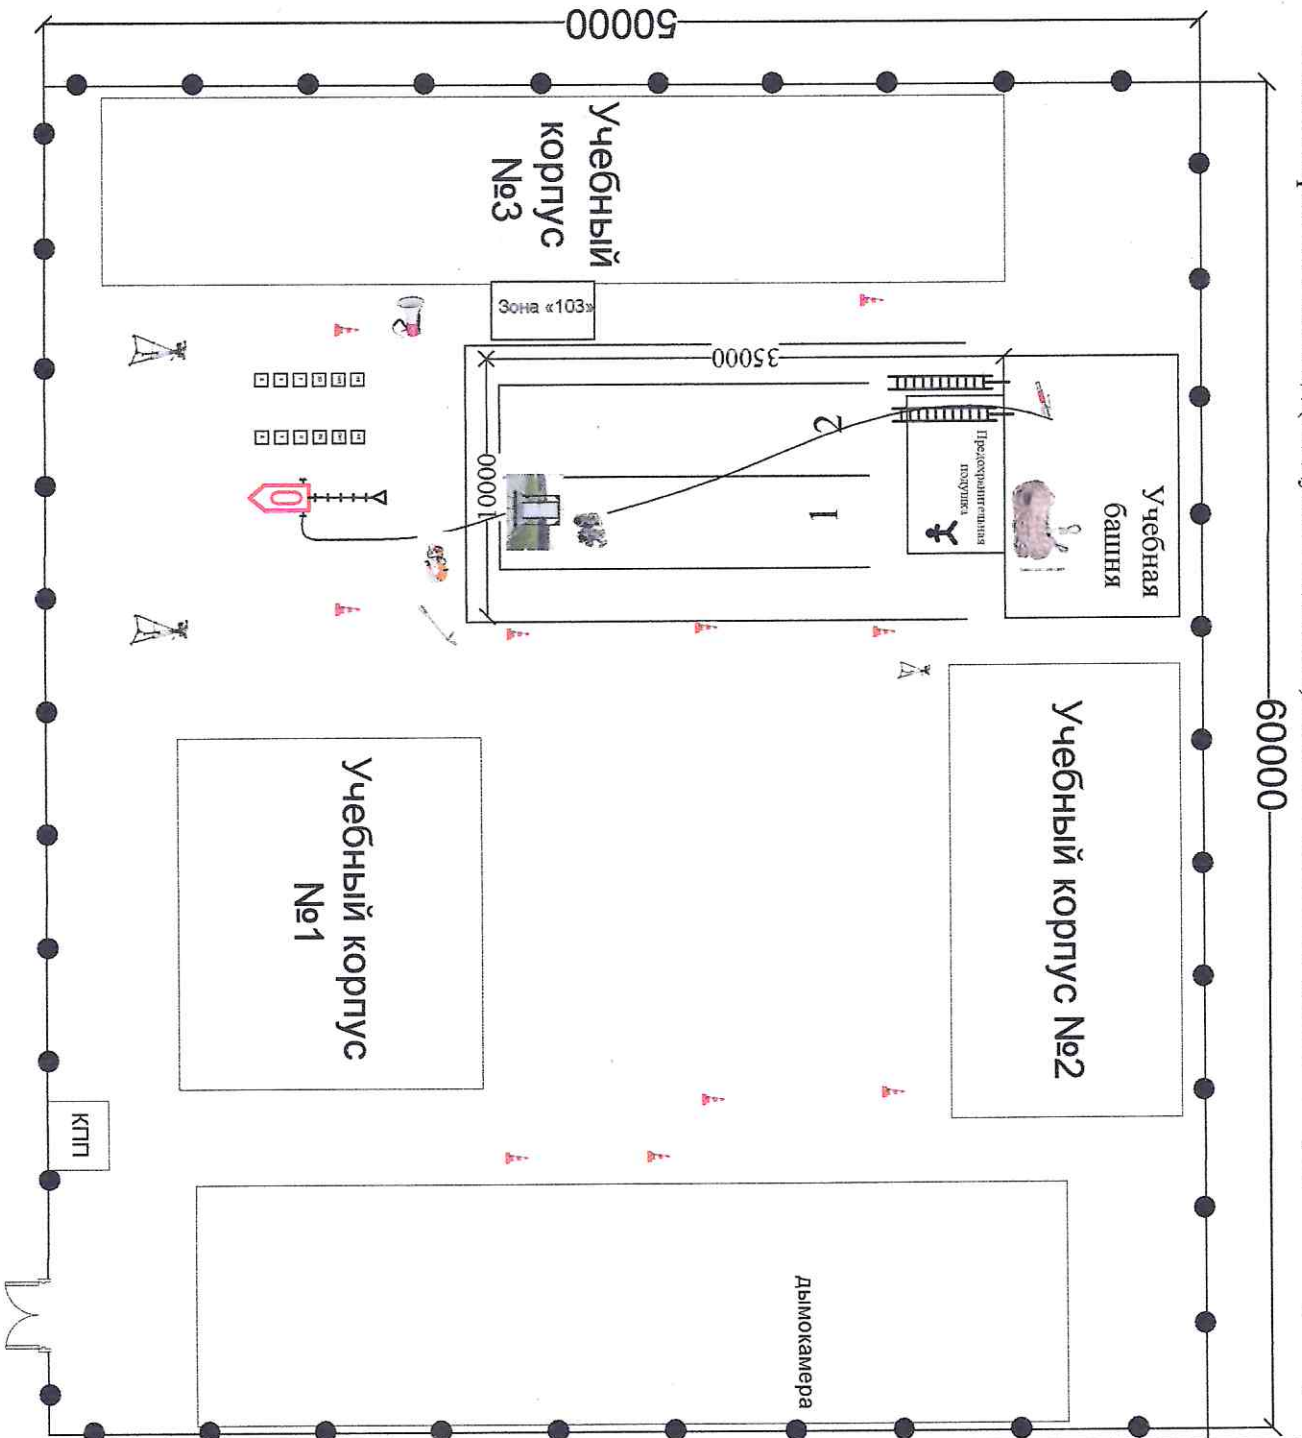 50000
60000
Учебный
корпус
№3
Зона «103»
35000
10000
2
1
Предохранительная
подушка
Учебная
башня
Учебный корпус №2
Учебный корпус
№1
КПП
дымокамера